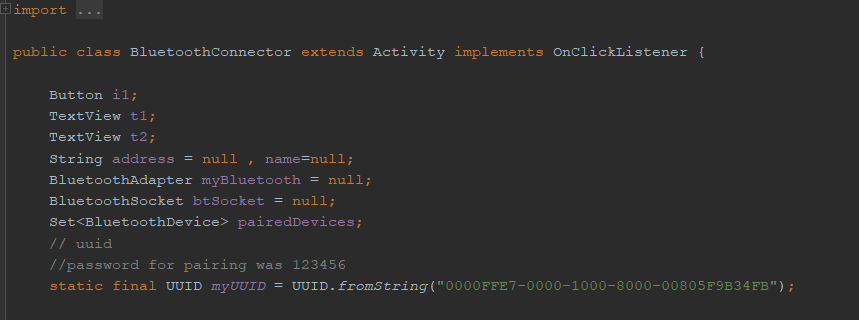 import ...
public class BluetoothConnector extends Activity implements OnClickListener {
Button i1;
TextView t1;
TextView t2;
String address = null , name=null;
BluetoothAdapter myBluetooth = null;
BluetoothSocket btSocket = null;
Set<BluetoothDevice> pairedDevices;
// uuid
//password for pairing was 123456
static final UUID myUUID = UUID.fromString("0000FFE7-0000-1000-8000-00805F9B34FB");